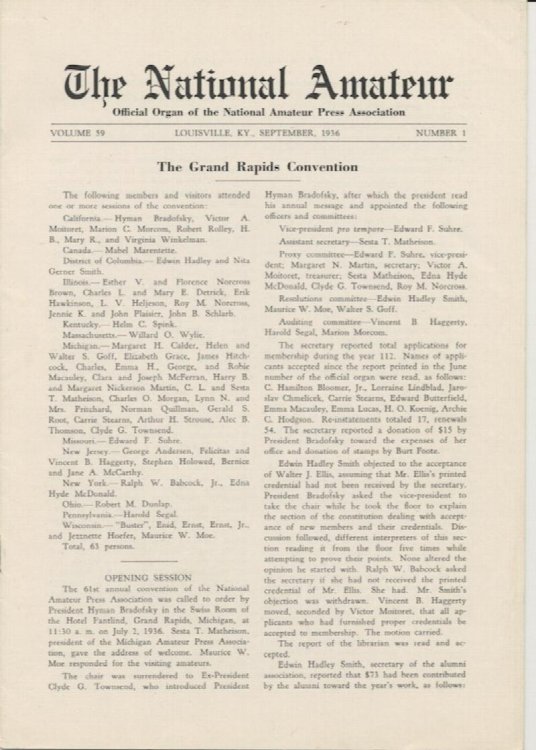 The National Amateur
Official Organ of the National Amateur Press Association
VOLUME 59 LOUISVILLE, KY., SEPTEMBER, 1936 NUMBER 1
The Grand Rapids Convention
The following members and visitors attended
one or more sessions of the convention:
California.—Hyman Bradofsky, Victor A.
Moitoret, Marion C. Morcom, Robert Rolley, H.
B., Mary R., and Virginia Winkelman.
Canada.—Mabel Marentette.
District of Columbia.—Edwin Hadley and Nita
Gerner Smith.
Illinois.—Esther V. and Florence Norcross
Brown, Charles L. and Mary E. Detrick, Erik
Hawkinson, L. V. Heljeson, Roy M. Norcross,
Jennie K. and John Plaisier, John B. Schlarb.
Kentucky.—Helm C. Spink.
Massachusetts.—Willard O. Wylie.
Michigan.—Margaret H. Calder, Helen and
Walter S. Goff, Elizabeth Grace, James Hitch-
cock, Charles, Emma H., George, and Robie
Macauley, Clara and Joseph McFerran, Harry B.
and Margaret Nickerson Martin, C. L. and Sesta
T. Matheison, Charles O. Morgan, Lynn N. and
Mrs. Pritchard, Norman Quillman, Gerald S.
Root, Carrie Stearns, Arthur H. Strouse, Alec B.
Thomson, Clyde G. Townsend.
Missouri.—Edward F. Suhre.
New Jersey.—George Andersen, Felicitas and
Vincent B. Haggerty, Stephen Holowed, Bernice
and Jane A. McCarthy.
New York.—Ralph W. Babcock, Jr., Edna
Hyde McDonald.
Ohio.—Robert M. Dunlap.
Pennsylvania.—Harold Segal.
Wisconsin.—"Buster", Enid, Ernst, Ernst, Jr.,
and Jeannette Hoefer, Maurice W. Moe.
Total, 63 persons.
OPENING SESSION
The 61st annual convention of the National
Amateur Press Association was called to order by
President Hyman Bradofsky in the Swiss Room of
the Hotel Fantlind, Grand Rapids, Michigan, at
11:30 a. m. on July 2, 1936. Sesta T. Matheison,
president of the Michigan Amateur Press Associa-
tion, gave the address of welcome. Maurice W.
Moe responded for the visiting amateurs.
The chair was surrendered to Ex-President
Clyde G. Townsend, who introduced President
Hyman Bradofsky, after which the president read
his annual message and appointed the following
officers and committees:
Vice-president pro tempore—Edward F. Suhre.
Assistant secretary—Sesta T. Matheison.
Proxy committee—Edward F. Suhre, vice-presi-
dent; Margaret N. Martin, secretary; Victor A.
Moitoret, treasurer; Sesta Matheison, Edna Hyde
McDonald, Clyde G. Townsend, Roy M. Norcross.
Resolutions committee—Edwin Hadley Smith,
Maurice W. Moe, Walter S. Goff.
Auditing committee—Vincent B. Haggerty,
Harold Segal, Marion Morcom.
The secretary reported total applications for
membership during the year 112. Names of appli-
cants accepted since the report printed in the June
number of the official organ were read, as follows:
C. Hamilton Bloomer, Jr., Lorraine Lindblad, Jaro-
slav Chmelicek, Carrie Stearns, Edward Butterfield,
Emma Macauley, Emma Lucas, H. O. Koenig, Archie
C. Hodgson. Re-instatements totaled 17, renewals
54. The secretary reported a donation of $15 by
President Bradofsky toward the expenses of her
office and donation of stamps by Burt Foote.
Edwin Hadley Smith objected to the acceptance
of Walter J. Ellis, assuming that Mr. Ellis's printed
credential had not been received by the secretary.
President Bradofsky asked the vice-president to
take the chair while he took the floor to explain
the section of the constitution dealing with accept-
ance of new members and their credentials. Dis-
cussion followed, different interpreters of this sec-
tion reading it from the floor five times while
attempting to prove their points. None altered the
opinion he started with. Ralph W. Babcock asked
the secretary if she had not received the printed
credential of Mr. Ellis. She had. Mr. Smith's
objection was withdrawn. Vincent B. Haggerty
moved, seconded by Victor Moitoret, that all ap-
plicants who had furnished proper credentials be
accepted to membership. The motion carried.
The report of the librarian was read and ac-
cepted.
Edwin Hadley Smith, secretary of the alumni
association, reported that $73 had been contributed
by the alumni toward the year's work, as follows: